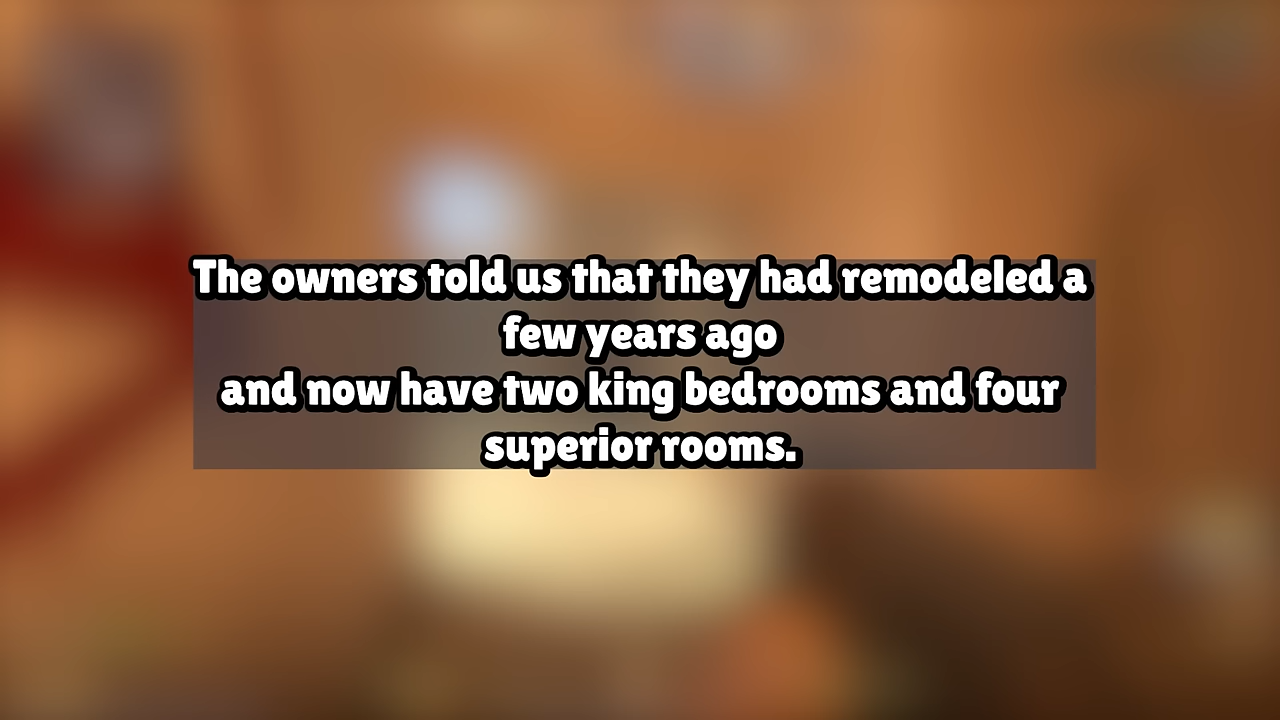 The owners told us that they had remodeled a
few years ago
and now have two king bedrooms and four
superior rooms.